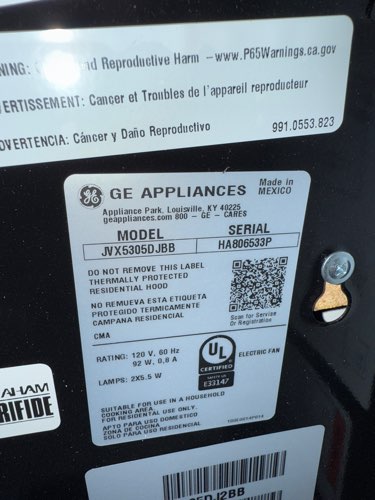 and Reproductive Harm –www.P65Warnings.ca.gov
Cancer et Troubles de l'appareil reproducteur
Cáncer y Daño Reproductivo
991.0553.823
GE APPLIANCES
Made in
MEXICO
Appliance Park, Louisville, KY 40225
geappliances.com 800 – GE – CARES
MODEL SERIAL
JVX5305DJBB HA806533P
DO NOT REMOVE THIS LABEL
THERMALLY PROTECTED
RESIDENTIAL HOOD
NO REMUEVA ESTA ETIQUETA
PROTEGIDO TERMICAMENTE
CAMPANA RESIDENCIAL
Scan for Service
Or Registration
CMA
RATING: 120 V, 60 Hz
92 W, 0,8 A
LAMPS: 2X5.5 W
UL
CERTIFIED
E33147
ELECTRIC FAN
SUITABLE FOR USE IN A HOUSEHOLD
COOKING AREA
FOR RESIDENTIAL USE ONLY.
APTO PARA USO DOMESTICO EN
ZONA DE COCINA
SOLO PARA USO RESIDENCIAL
AHAM
RIFIDE